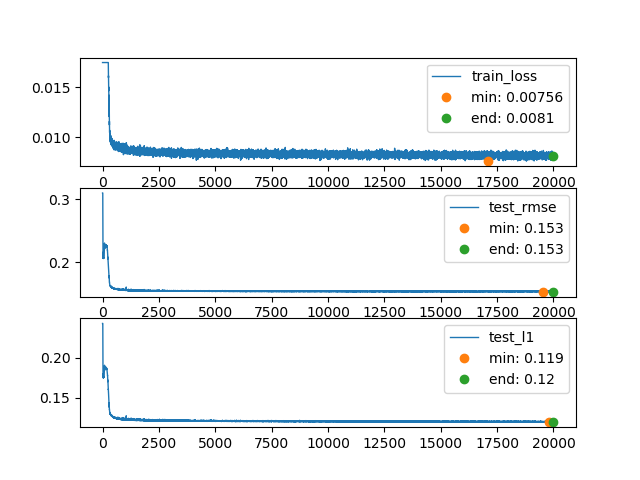 0.015
0.010
train_loss
min: 0.00756
end: 0.0081
0 2500 5000 7500 10000 12500 15000 17500 20000
0.3
0.2
test_rmse
min: 0.153
end: 0.153
0 2500 5000 7500 10000 12500 15000 17500 20000
0.20
0.15
test_l1
min: 0.119
end: 0.12
0 2500 5000 7500 10000 12500 15000 17500 20000